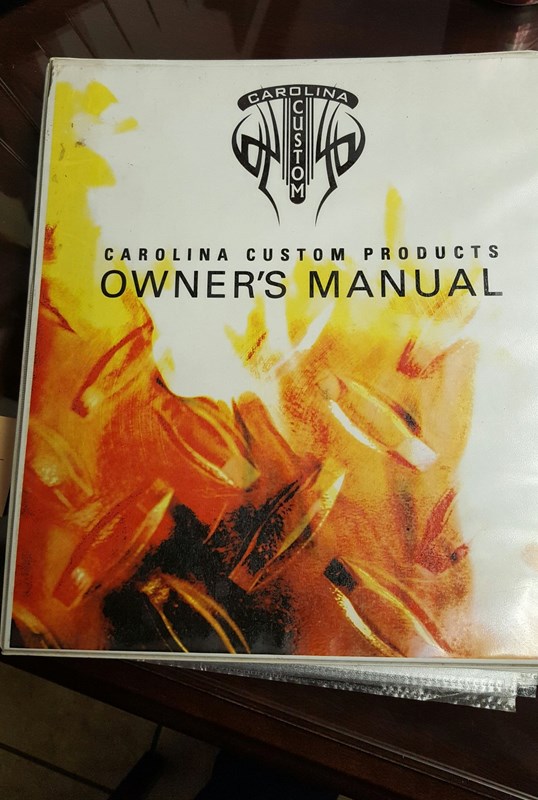 CAROLINA
CUSTOM
CAROLINA CUSTOM PRODUCTS
OWNER'S MANUAL